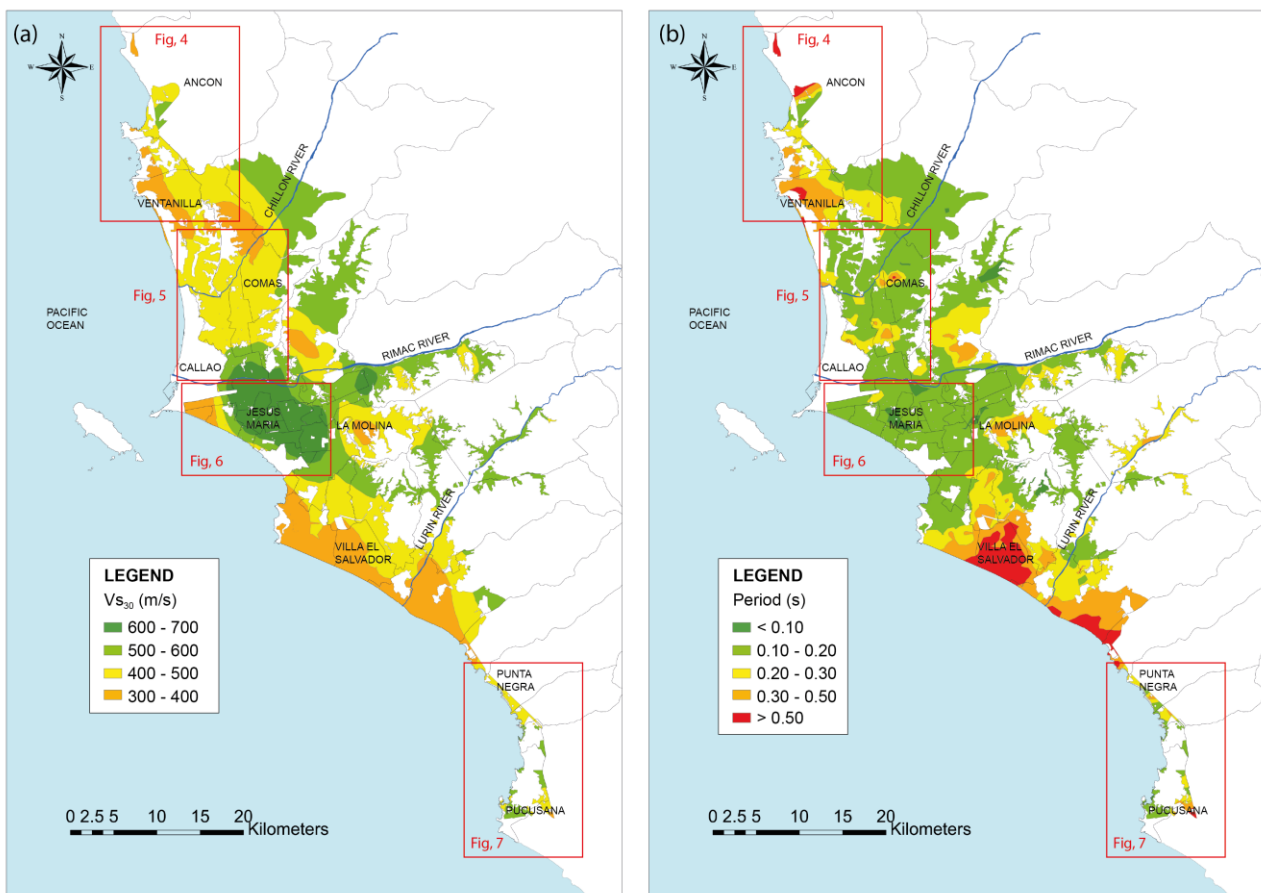 (a)
Fig, 4
N
W
E
S
ANCON
CHILLON RIVER
VENTANILLA
Fig, 5
COMAS
PACIFIC
OCEAN
RIMAC RIVER
CALLAO
JESUS
MARIA
LA MOLINA
Fig, 6
LURIN RIVER
VILLA EL
SALVADOR
LEGEND
Vs30 (m/s)
600 - 700
500 - 600
400 - 500
300 - 400
PUNTA
NEGRA
PUCUSANA
0 2.5 5 10 15 20
Kilometers
Fig, 7
(b)
Fig, 4
N
W
E
S
ANCON
CHILLON RIVER
VENTANILLA
Fig, 5
COMAS
PACIFIC
OCEAN
RIMAC RIVER
CALLAO
JESUS
MARIA
LA MOLINA
Fig, 6
LURIN RIVER
VILLA EL
SALVADOR
LEGEND
Period (s)
< 0.10
0.10 - 0.20
0.20 - 0.30
0.30 - 0.50
> 0.50
PUNTA
NEGRA
PUCUSANA
0 2.5 5 10 15 20
Kilometers
Fig, 7